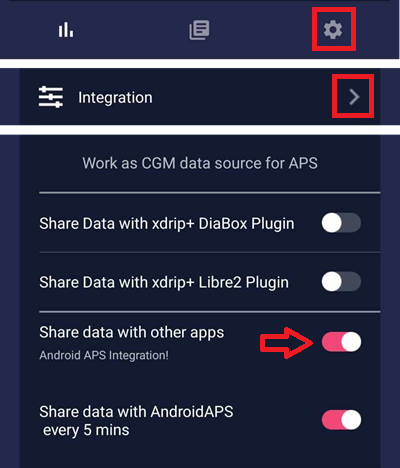 Integration
Work as CGM data source for APS
Share Data with xdrip+ DiaBox Plugin
Share Data with xdrip+ Libre2 Plugin
Share data with other apps
Android APS Integration!
Share data with AndroidAPS
every 5 mins